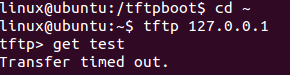 linux@ubuntu:/tftpboot$ cd ~
linux@ubuntu:~$ tftp 127.0.0.1
tftp> get test
Transfer timed out.